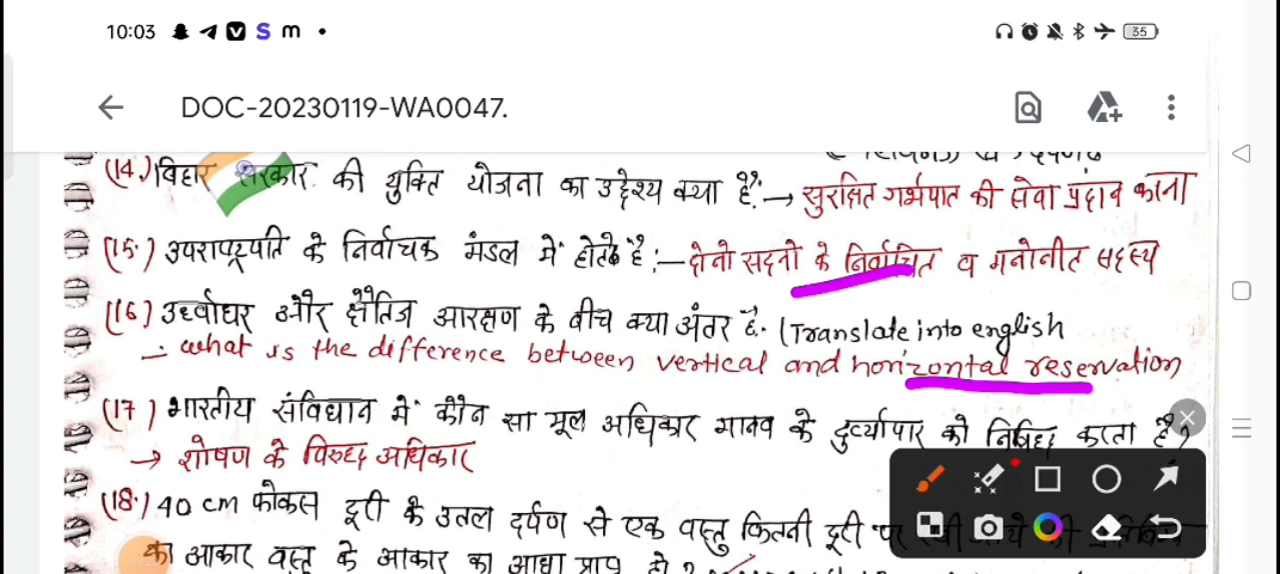 10:03 S m • 35
DOC-20230119-WA0047.
(14.) बिहार सरकार की युक्ति योजना का उद्देश्य क्या है? → सुरक्षित गर्भपात की सेवा प्रदान करना
(15.) उपराष्ट्रपति के निर्वाचक मंडल में होते है :— दोनो सदनो के निर्वाचित व मनोनीत सदस्य
(16) उर्ध्वाधर और क्षैतिज आरक्षण के बीच क्या अंतर है. (Translate into english
:- what is the difference between vertical and horizontal reservation
(17) भारतीय संविधान में कौन सा मूल अधिकार मानव के दुर्व्यापार को निषिद्ध करता है?
→ शोषण के विरुद्ध अधिकार
(18.) 40 cm फोकस दूरी के उतल दर्पण से एक वस्तु कितनी दूरी पर
का आकार वस्तु के आकार का आधा प्राप्त हो?